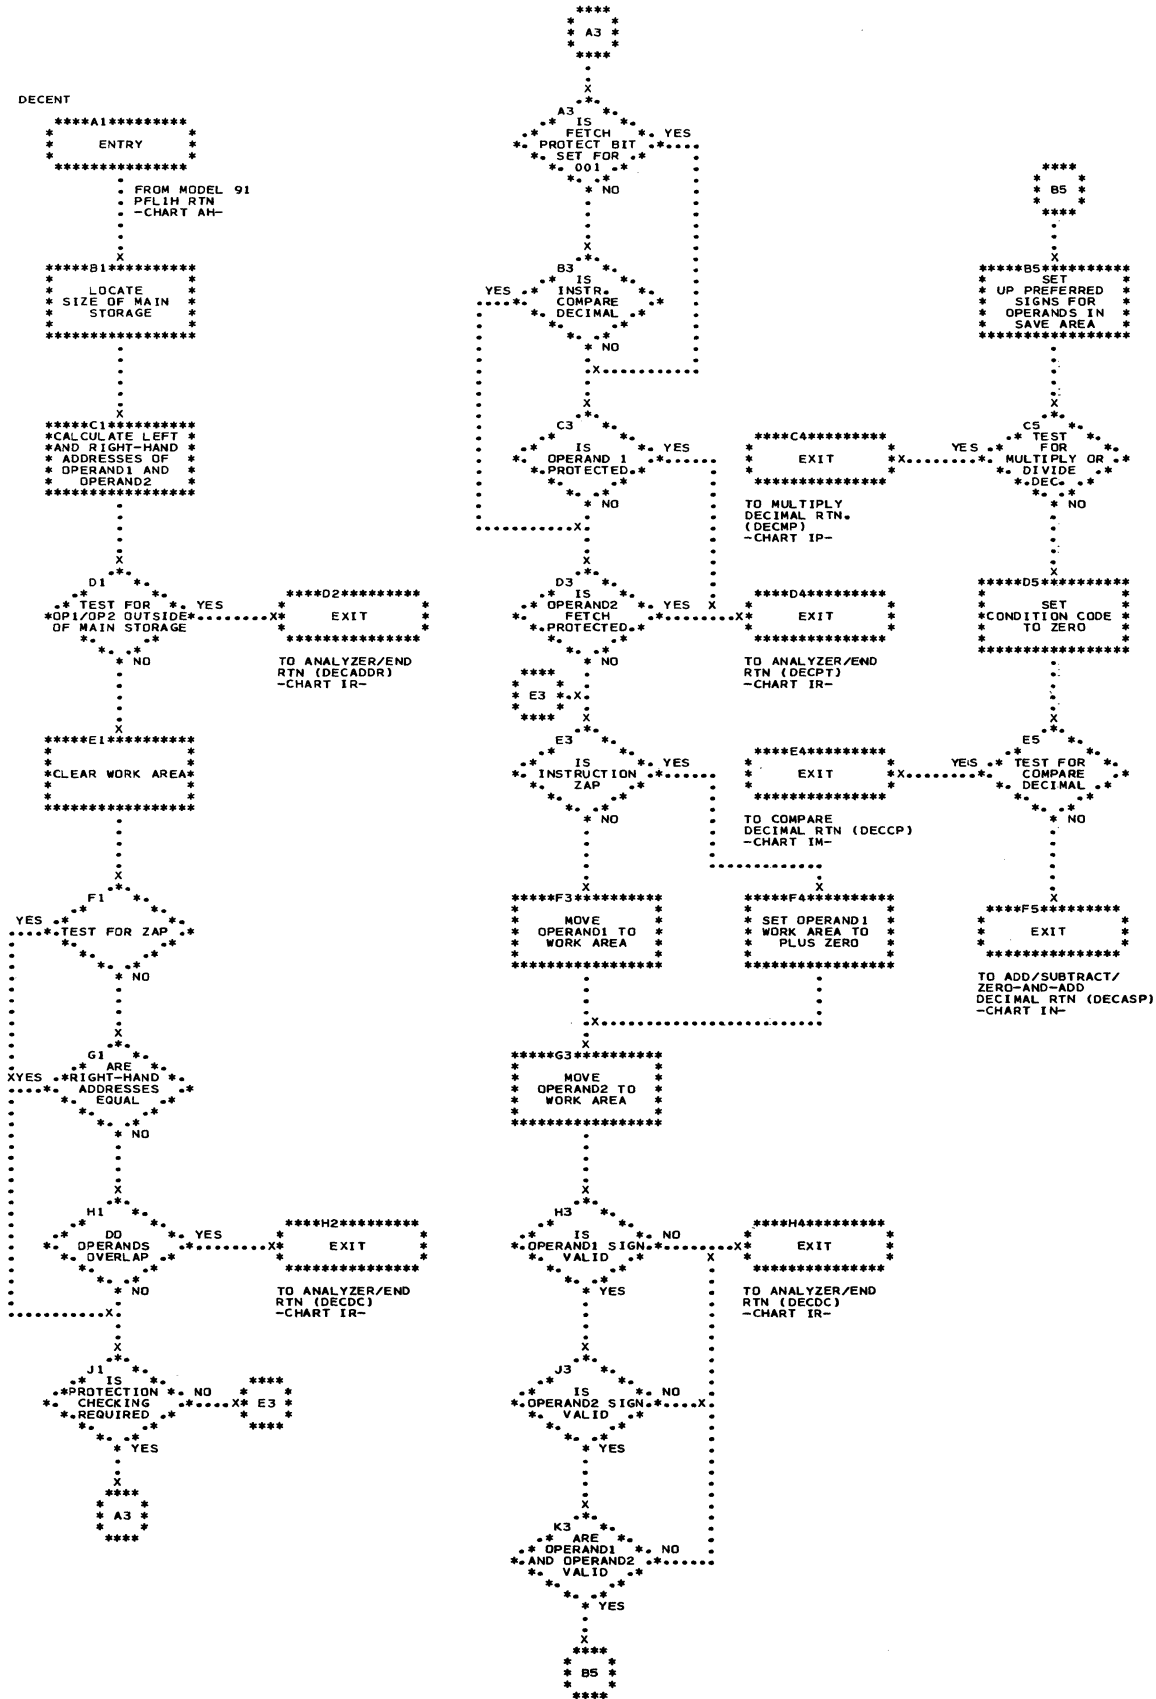 DECENT
A1
ENTRY
FROM MODEL 91
PFLIH RTN
-CHART AH-
B1
LOCATE
SIZE OF MAIN
STORAGE
C1
CALCULATE LEFT
AND RIGHT-HAND
ADDRESSES OF
OPERAND1 AND
OPERAND2
D1
TEST FOR
OP1/OP2 OUTSIDE
OF MAIN STORAGE
YES
NO
D2
EXIT
TO ANALYZER/END
RTN (DECADDR)
-CHART IR-
E1
CLEAR WORK AREA
F1
TEST FOR ZAP
YES
NO
G1
ARE
RIGHT-HAND
ADDRESSES
EQUAL
YES
NO
H1
DO
OPERANDS
OVERLAP
YES
NO
H2
EXIT
TO ANALYZER/END
RTN (DECDC)
-CHART IR-
J1
IS
PROTECTION
CHECKING
REQUIRED
NO
E3
YES
A3
A3
A3
IS
FETCH
PROTECT BIT
SET FOR
001
YES
NO
B3
IS
INSTR.
COMPARE
DECIMAL
YES
NO
C3
IS
OPERAND 1
PROTECTED
YES
NO
D3
IS
OPERAND2
FETCH
PROTECTED
YES
NO
D4
EXIT
TO ANALYZER/END
RTN (DECPT)
-CHART IR-
E3
E3
IS
INSTRUCTION
ZAP
YES
NO
F3
MOVE
OPERAND1 TO
WORK AREA
F4
SET OPERAND1
WORK AREA TO
PLUS ZERO
G3
MOVE
OPERAND2 TO
WORK AREA
H3
IS
OPERAND1 SIGN
VALID
NO
YES
H4
EXIT
TO ANALYZER/END
RTN (DECDC)
-CHART IR-
J3
IS
OPERAND2 SIGN
VALID
NO
YES
K3
ARE
OPERAND1
AND OPERAND2
VALID
NO
YES
B5
B5
B5
SET
UP PREFERRED
SIGNS FOR
OPERANDS IN
SAVE AREA
C5
TEST
FOR
MULTIPLY OR
DIVIDE
DEC.
YES
NO
C4
EXIT
TO MULTIPLY
DECIMAL RTN.
(DECMP)
-CHART IP-
D5
SET
CONDITION CODE
TO ZERO
E5
TEST FOR
COMPARE
DECIMAL
YES
NO
E4
EXIT
TO COMPARE
DECIMAL RTN (DECCP)
-CHART IM-
F5
EXIT
TO ADD/SUBTRACT/
ZERO-AND-ADD
DECIMAL RTN (DECASP)
-CHART IN-